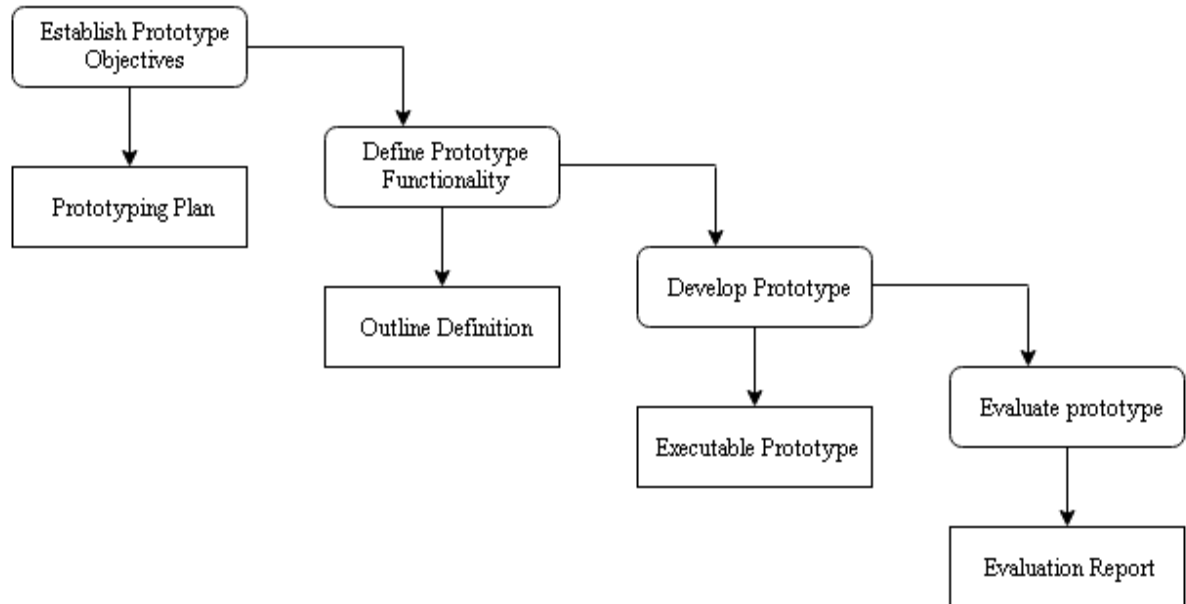 Establish Prototype
Objectives
Prototyping Plan
Define Prototype
Functionality
Outline Definition
Develop Prototype
Executable Prototype
Evaluate prototype
Evaluation Report